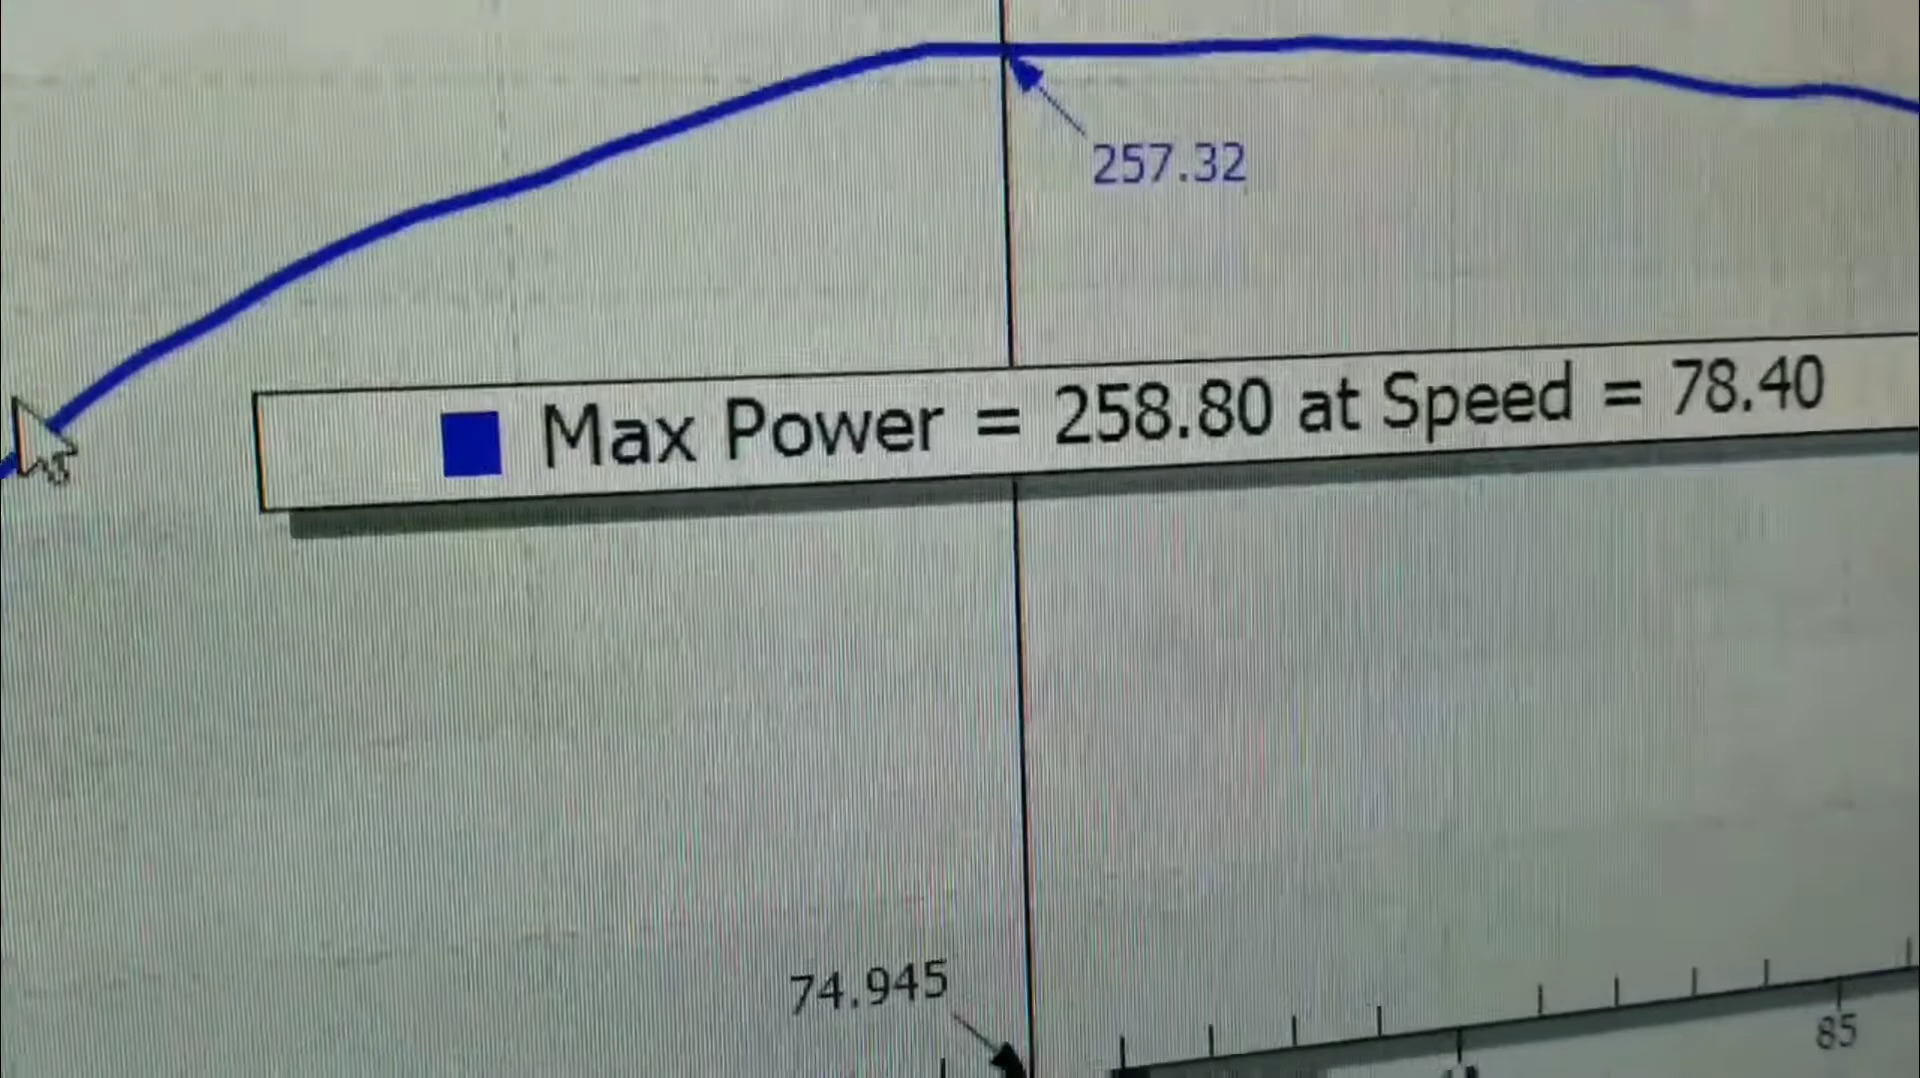 257.32
Max Power = 258.80 at Speed = 78.40
74.945
85